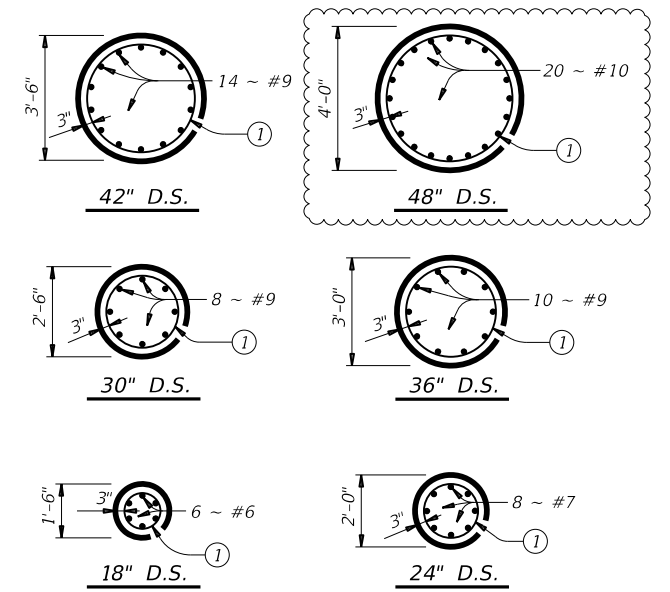 3'-6"
3"
14 ~ #9
1
42" D.S.
4'-0"
3"
20 ~ #10
1
48" D.S.
2'-6"
3"
8 ~ #9
1
30" D.S.
3'-0"
3"
10 ~ #9
1
36" D.S.
1'-6"
3"
6 ~ #6
1
18" D.S.
2'-0"
3"
8 ~ #7
1
24" D.S.